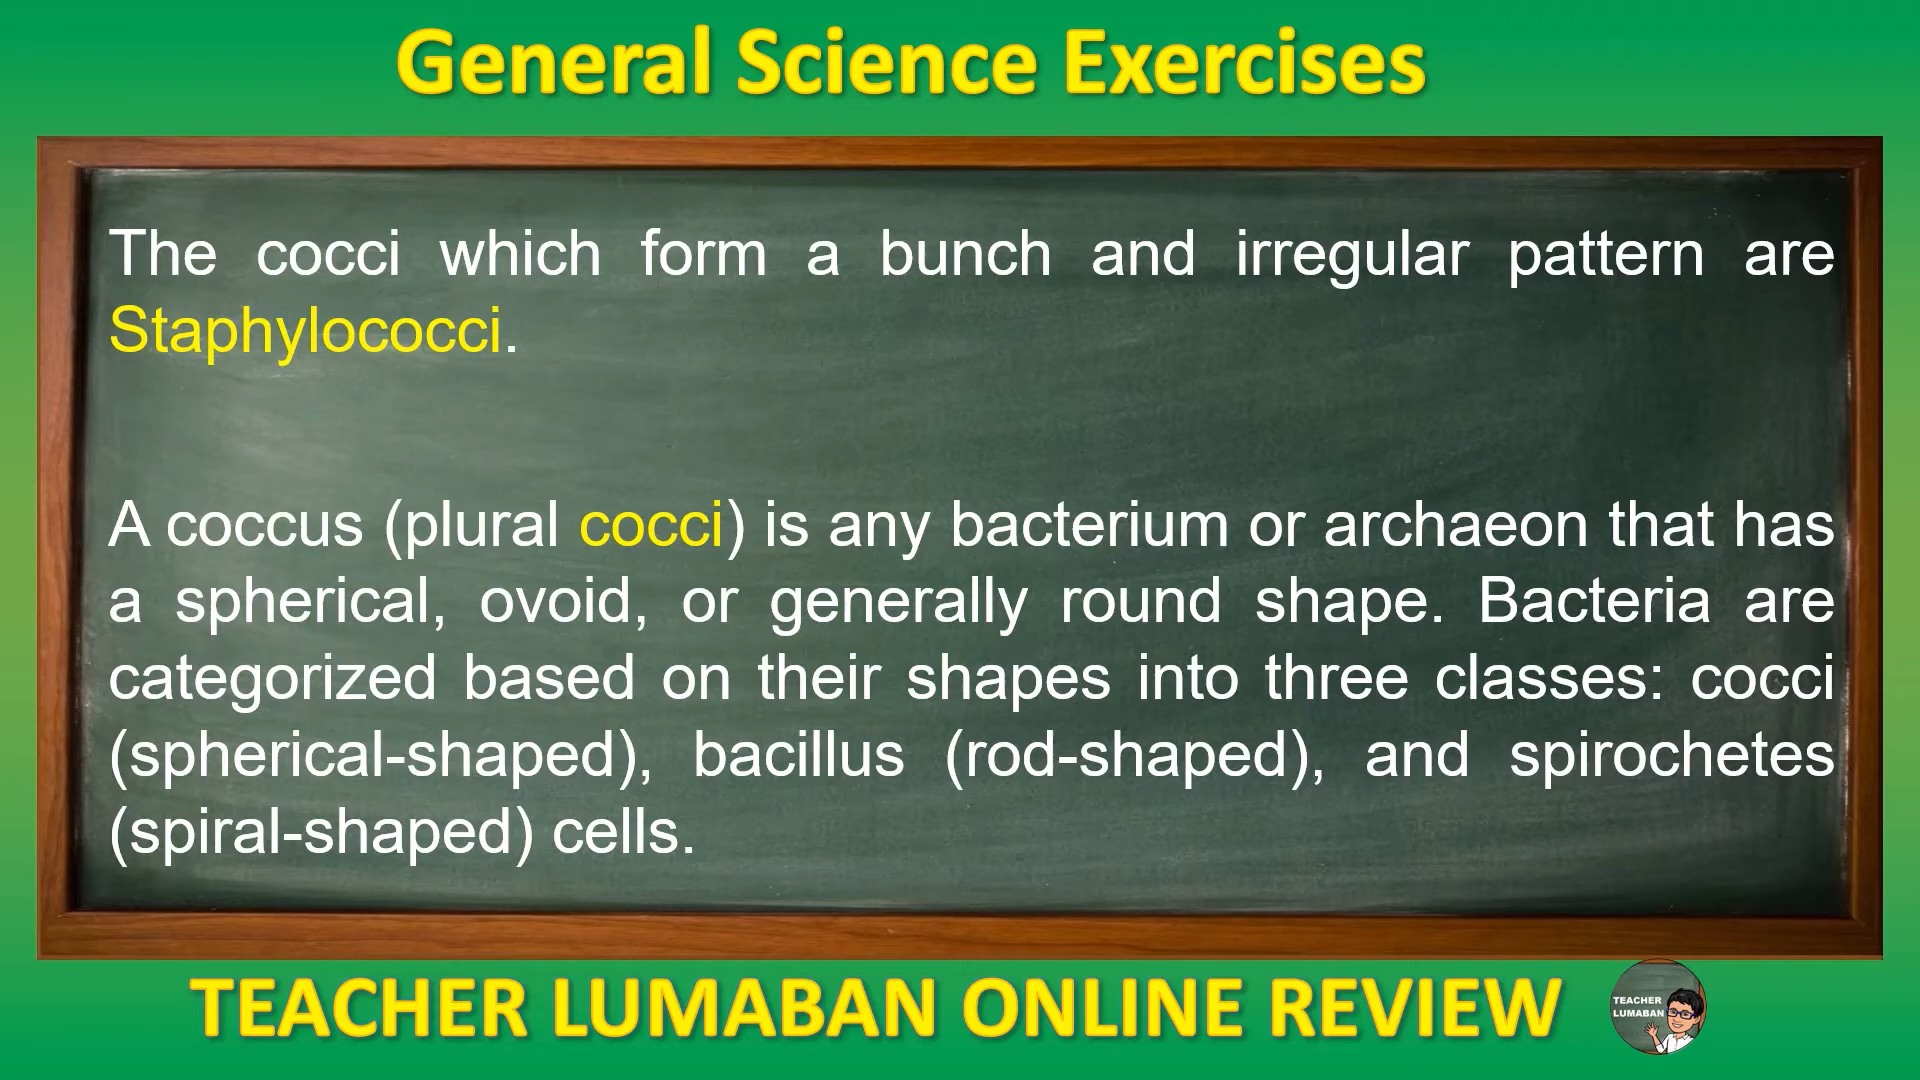 General Science Exercises
The cocci which form a bunch and irregular pattern are
Staphylococci.
A coccus (plural cocci) is any bacterium or archaeon that has
a spherical, ovoid, or generally round shape. Bacteria are
categorized based on their shapes into three classes: cocci
(spherical-shaped), bacillus (rod-shaped), and spirochetes
(spiral-shaped) cells.
TEACHER LUMABAN ONLINE REVIEW
TEACHER
LUMABAN